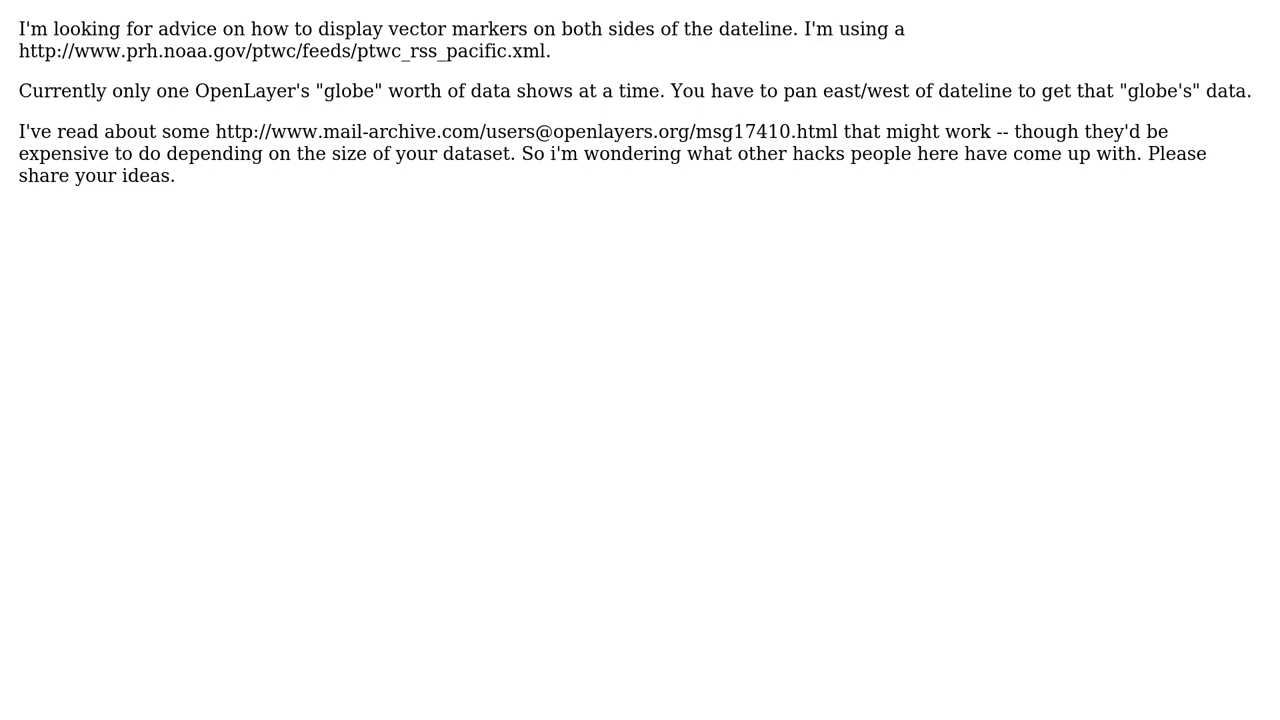 I'm looking for advice on how to display vector markers on both sides of the dateline. I'm using a
http://www.prh.noaa.gov/ptwc/feeds/ptwc_rss_pacific.xml.
Currently only one OpenLayer's "globe" worth of data shows at a time. You have to pan east/west of dateline to get that "globe's" data.
I've read about some http://www.mail-archive.com/users@openlayers.org/msg17410.html that might work -- though they'd be
expensive to do depending on the size of your dataset. So i'm wondering what other hacks people here have come up with. Please
share your ideas.